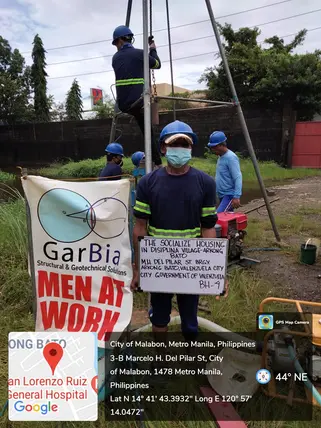 GarBia
Structural & Geotechnical Solutions
MEN AT
WORK
THE SOCIALIZE HOUSING
IN DISIPLINA VILLAGE-ARKONG
BATO
M.H DEL PILAR ST. BRGY
ARKONG BATO, VALENZUELA CITY
CITY GOVERNMENT OF VALENZUELA
BH-9
GPS Map Camera
ONG BATO
an Lorenzo Ruiz
General Hospital
Google
City of Malabon, Metro Manila, Philippines
3-B Marcelo H. Del Pilar St, City
of Malabon, 1478 Metro Manila,
Philippines
Lat N 14° 41' 43.3932" Long E 120° 57'
14.0472"
44° NE